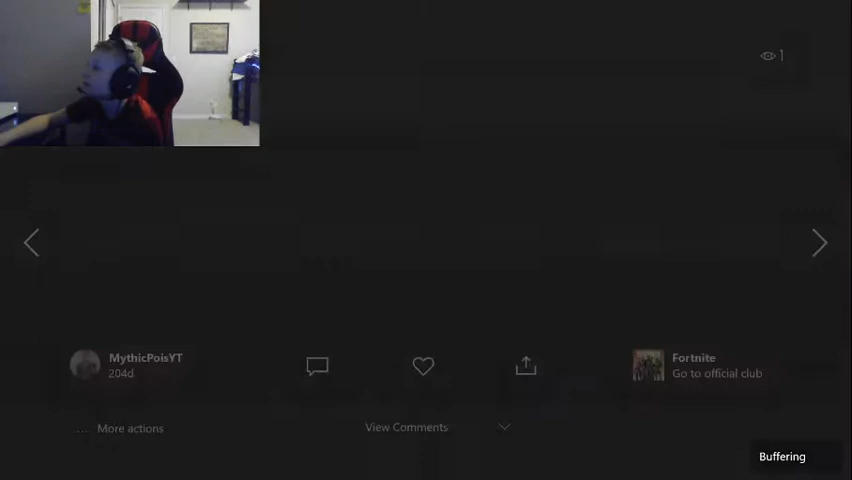 1
MythicPoisYT
204d
Fortnite
Go to official club
.... More actions
View Comments
Buffering